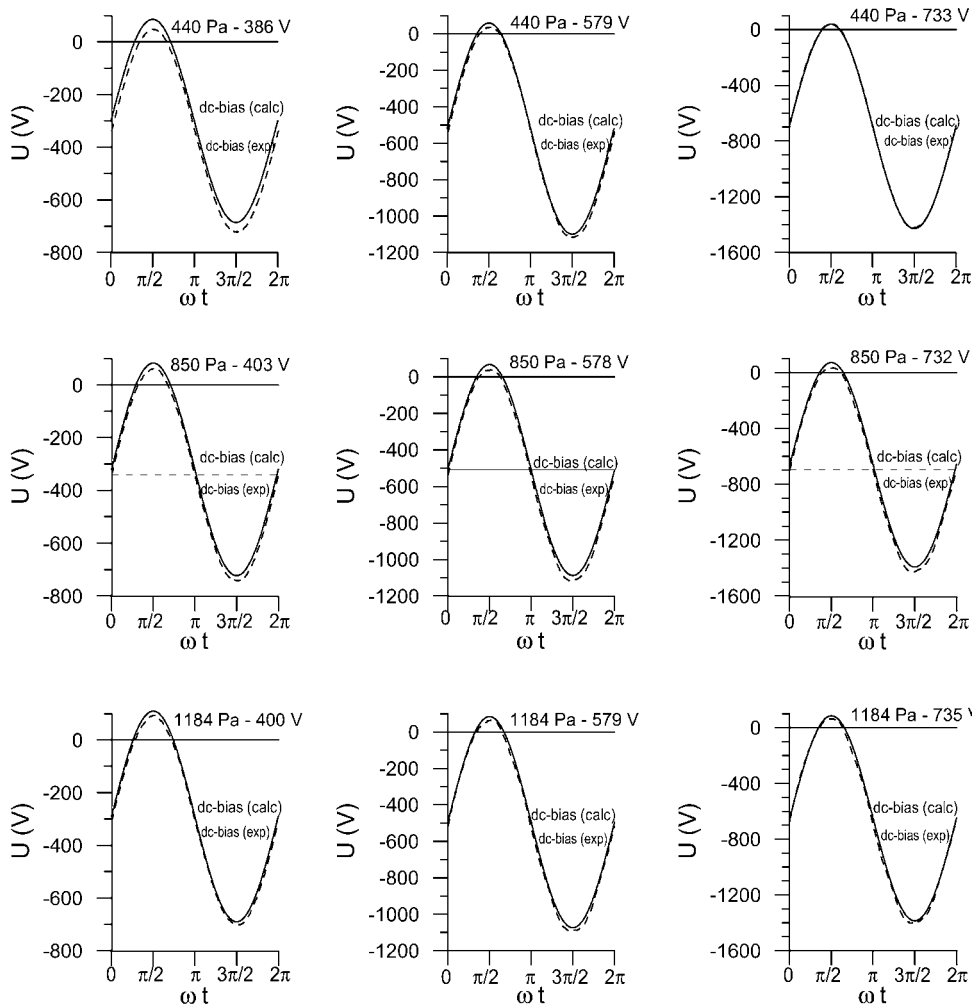 440 Pa - 386 V
0
-200
-400
-600
-800
U (V)
dc-bias (calc)
dc-bias (exp)
0 π/2 π 3π/2 2π
ω t
440 Pa - 579 V
0
-200
-400
-600
-800
-1000
-1200
U (V)
dc-bias (calc)
dc-bias (exp)
0 π/2 π 3π/2 2π
ω t
440 Pa - 733 V
0
-400
-800
-1200
-1600
U (V)
dc-bias (calc)
dc-bias (exp)
0 π/2 π 3π/2 2π
ω t
850 Pa - 403 V
0
-200
-400
-600
-800
U (V)
dc-bias (calc)
dc-bias (exp)
0 π/2 π 3π/2 2π
ω t
850 Pa - 578 V
0
-200
-400
-600
-800
-1000
-1200
U (V)
dc-bias (calc)
dc-bias (exp)
0 π/2 π 3π/2 2π
ω t
850 Pa - 732 V
0
-400
-800
-1200
-1600
U (V)
dc-bias (calc)
dc-bias (exp)
0 π/2 π 3π/2 2π
ω t
1184 Pa - 400 V
0
-200
-400
-600
-800
U (V)
dc-bias (calc)
dc-bias (exp)
0 π/2 π 3π/2 2π
ω t
1184 Pa - 579 V
0
-200
-400
-600
-800
-1000
-1200
U (V)
dc-bias (calc)
dc-bias (exp)
0 π/2 π 3π/2 2π
ω t
1184 Pa - 735 V
0
-400
-800
-1200
-1600
U (V)
dc-bias (calc)
dc-bias (exp)
0 π/2 π 3π/2 2π
ω t